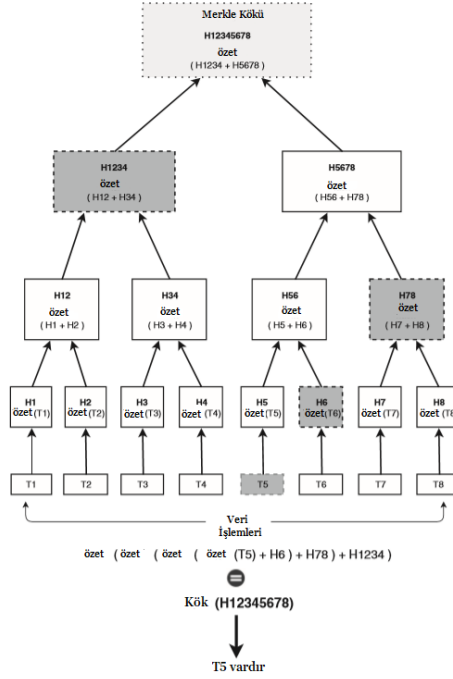 Merkle Kökü
H12345678
özet
( H1234 + H5678 )
H1234
özet
( H12 + H34 )
H5678
özet
( H56 + H78 )
H12
özet
( H1 + H2 )
H34
özet
( H3 + H4 )
H56
özet
( H5 + H6 )
H78
özet
( H7 + H8 )
H1
özet(T1)
H2
özet(T2)
H3
özet(T3)
H4
özet(T4)
H5
özet(T5)
H6
özet(T6)
H7
özet(T7)
H8
özet(T8
T1 T2 T3 T4 T5 T6 T7 T8
Veri
İşlemleri
özet ( özet ( özet ( özet (T5) + H6 ) + H78 ) + H1234 )
=
Kök (H12345678)
T5 vardır